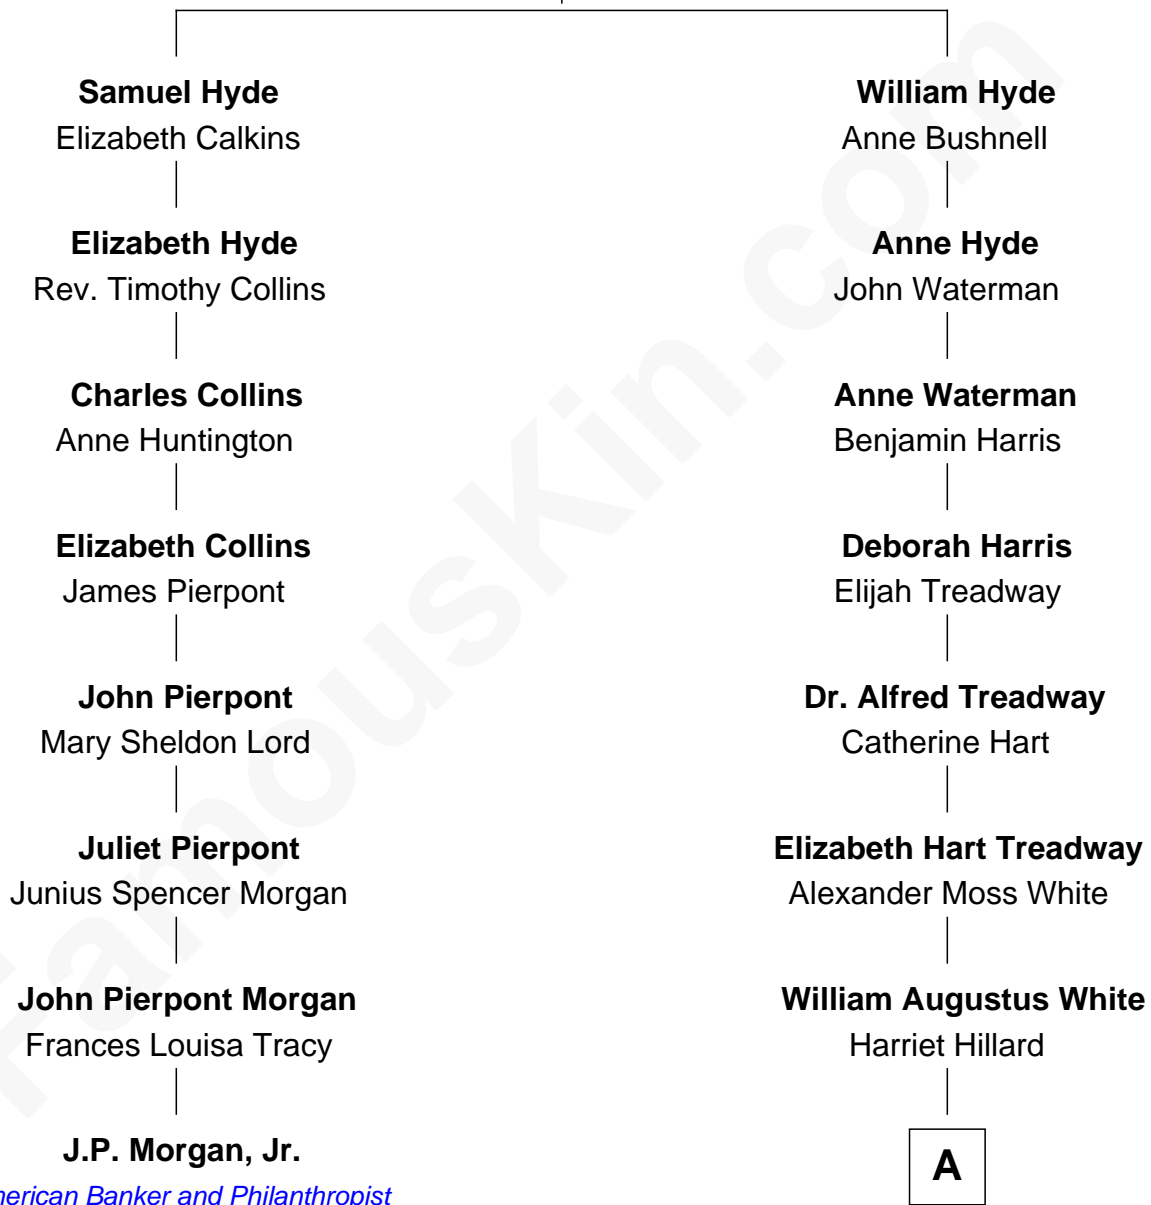 Samuel Hyde
Elizabeth Calkins
Elizabeth Hyde
Rev. Timothy Collins
Charles Collins
Anne Huntington
Elizabeth Collins
James Pierpont
John Pierpont
Mary Sheldon Lord
Juliet Pierpont
Junius Spencer Morgan
John Pierpont Morgan
Frances Louisa Tracy
J.P. Morgan, Jr.
merican Banker and Philanthropist
William Hyde
Anne Bushnell
Anne Hyde
John Waterman
Anne Waterman
Benjamin Harris
Deborah Harris
Elijah Treadway
Dr. Alfred Treadway
Catherine Hart
Elizabeth Hart Treadway
Alexander Moss White
William Augustus White
Harriet Hillard
A
FamousKin.com